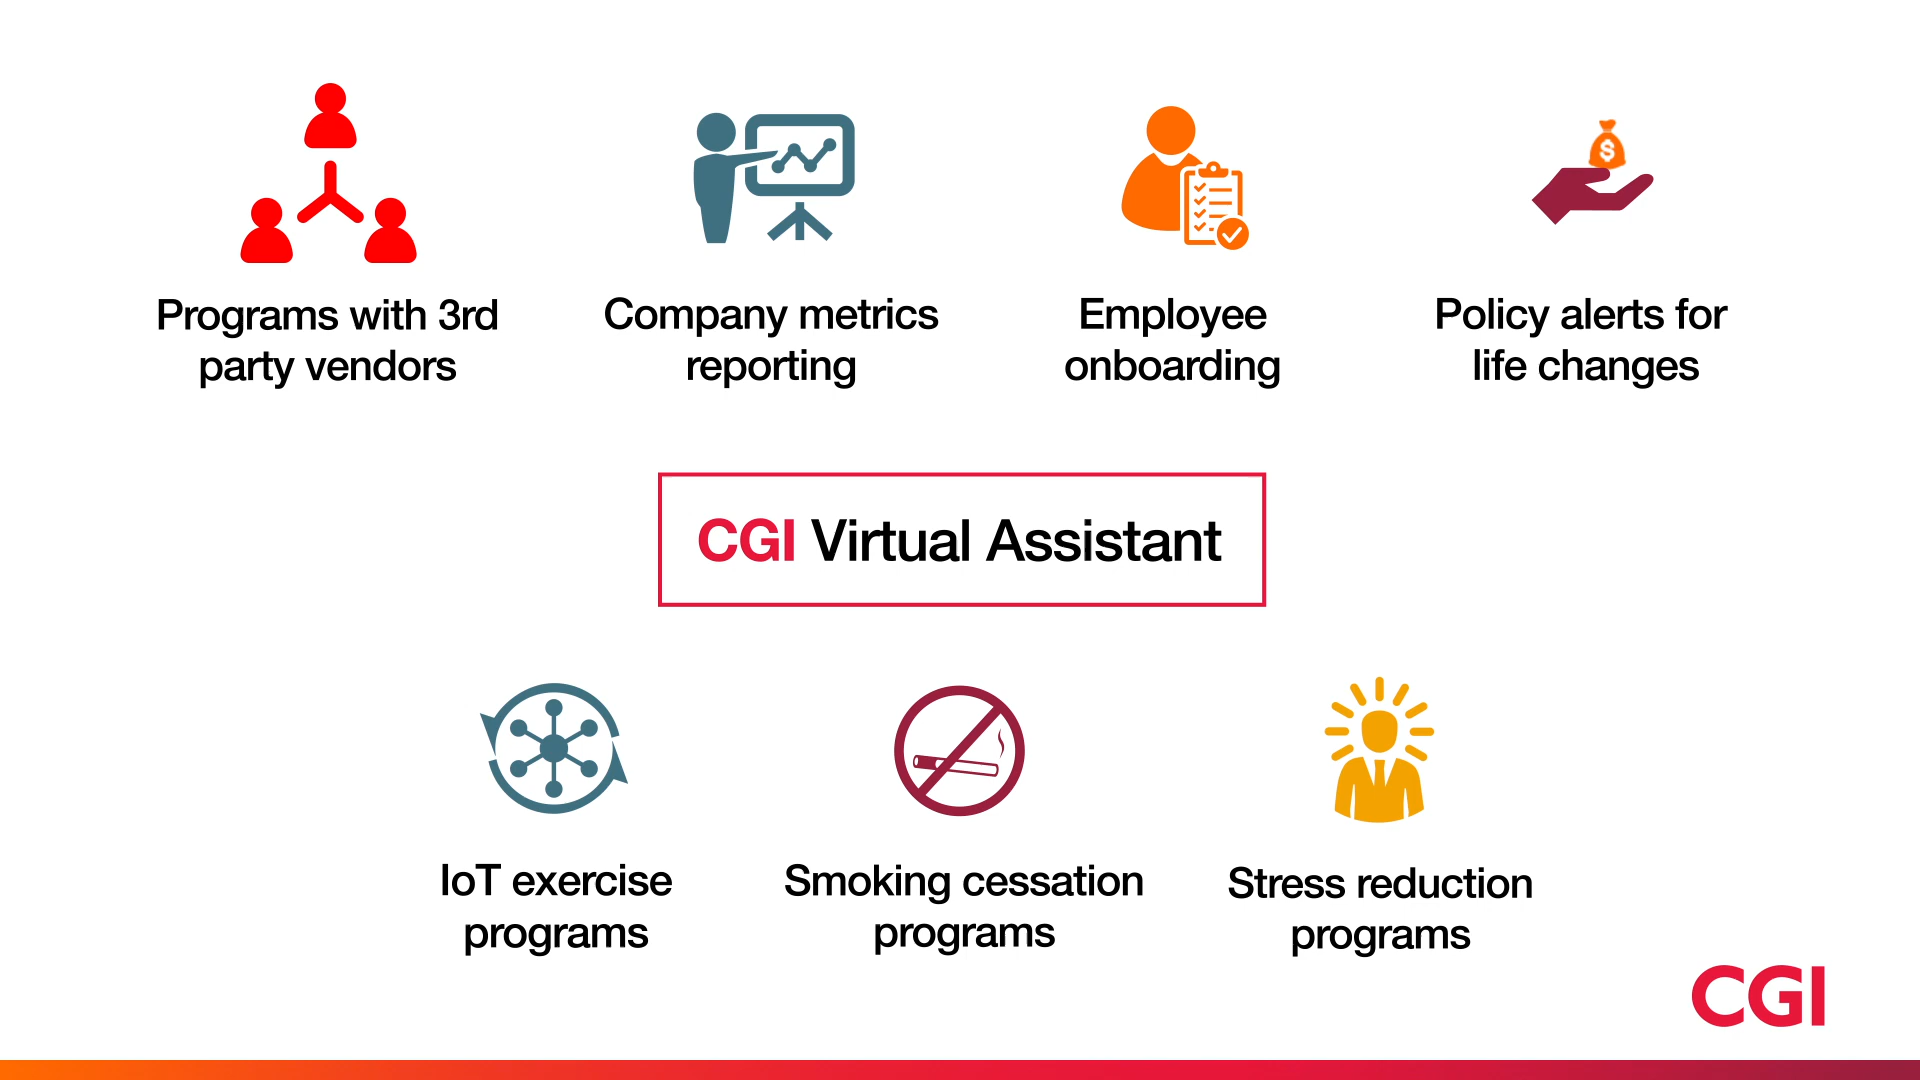 Programs with 3rd
party vendors
Company metrics
reporting
Employee
onboarding
$
Policy alerts for
life changes
CGI Virtual Assistant
IoT exercise
programs
Smoking cessation
programs
Stress reduction
programs
CGI